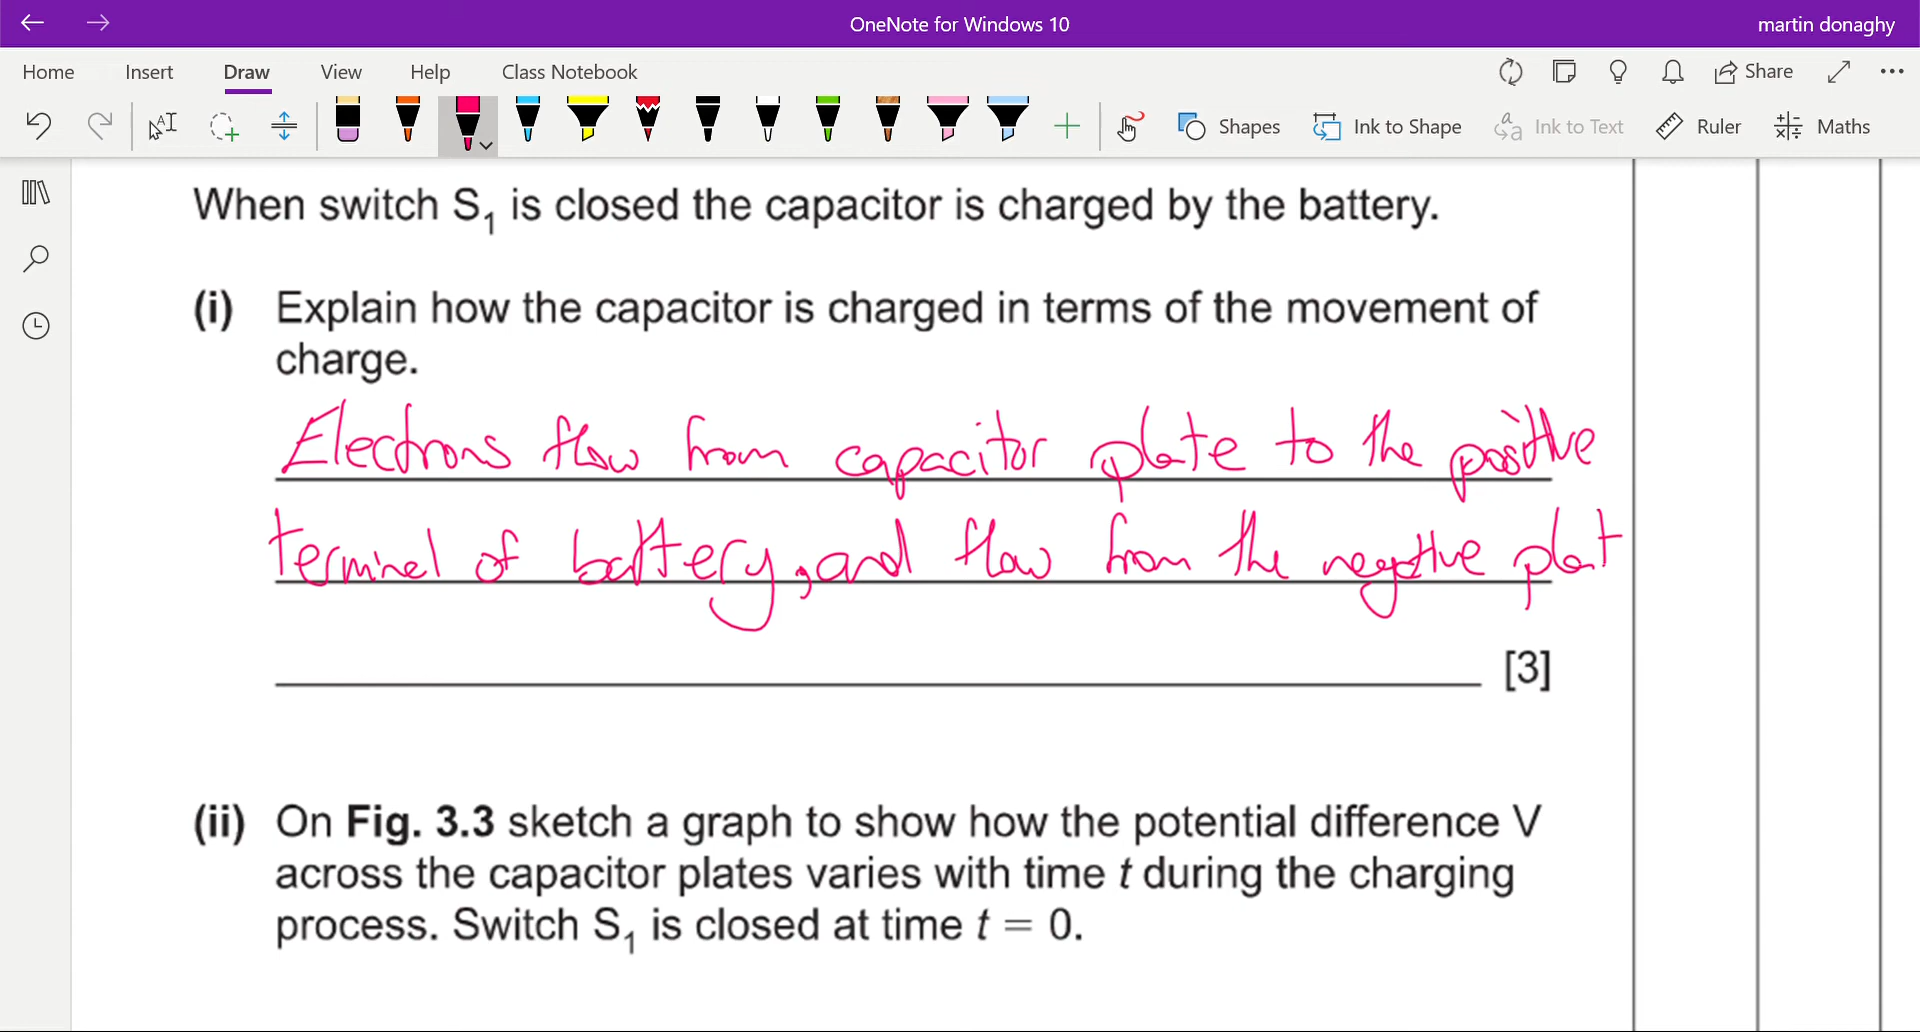 OneNote for Windows 10
martin donaghy
Home Insert Draw View Help Class Notebook
Share
Shapes Ink to Shape Ink to Text Ruler Maths
When switch S₁ is closed the capacitor is charged by the battery.
(i) Explain how the capacitor is charged in terms of the movement of
charge.
Electrons flow from capacitor plate to the positive
terminal of battery, and flow from the negative plat
[3]
(ii) On Fig. 3.3 sketch a graph to show how the potential difference V
across the capacitor plates varies with time t during the charging
process. Switch S₁ is closed at time t = 0.